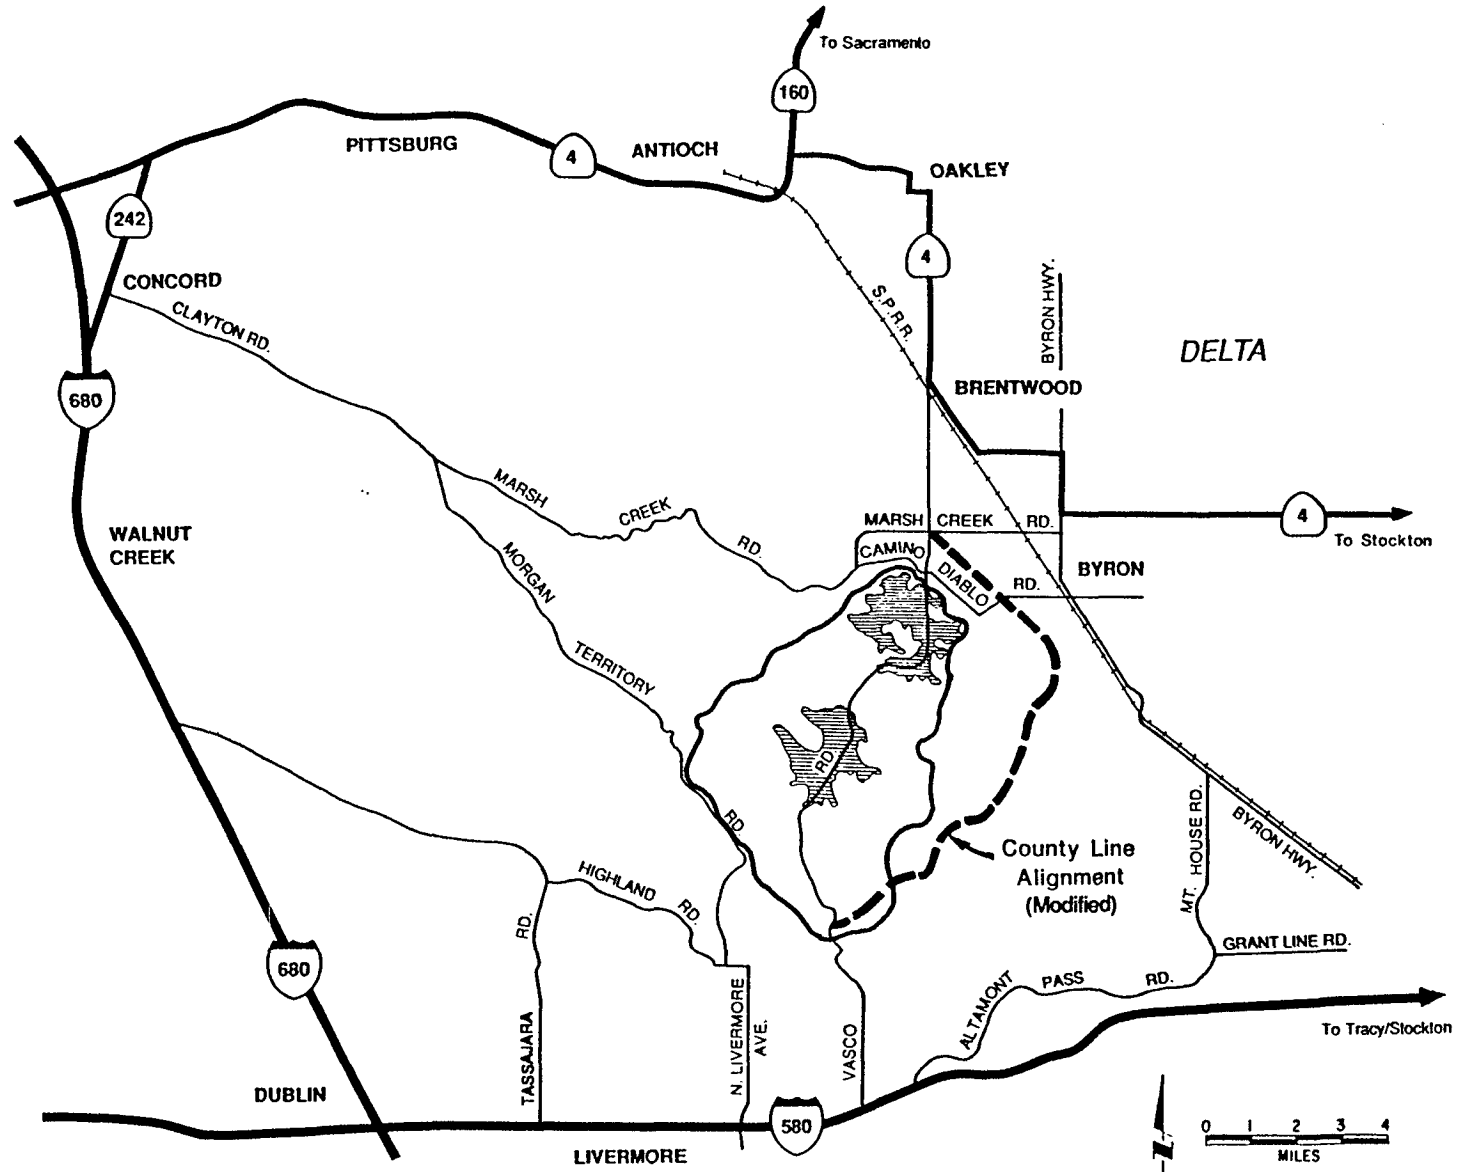 To Sacramento
160
PITTSBURG
4
ANTIOCH
OAKLEY
242
4
CONCORD
CLAYTON RD.
S.P.R.R.
BYRON HWY.
DELTA
680
BRENTWOOD
MARSH CREEK RD.
MARSH CREEK RD.
4
To Stockton
WALNUT
CREEK
MORGAN TERRITORY RD.
CAMINO DIABLO RD.
BYRON
RD.
County Line
Alignment
(Modified)
MT. HOUSE RD.
BYRON HWY.
HIGHLAND RD.
TASSAJARA RD.
680
N. LIVERMORE
AVE.
VASCO
ALTAMONT PASS RD.
GRANT LINE RD.
To Tracy/Stockton
DUBLIN
580
LIVERMORE
0 1 2 3 4
MILES